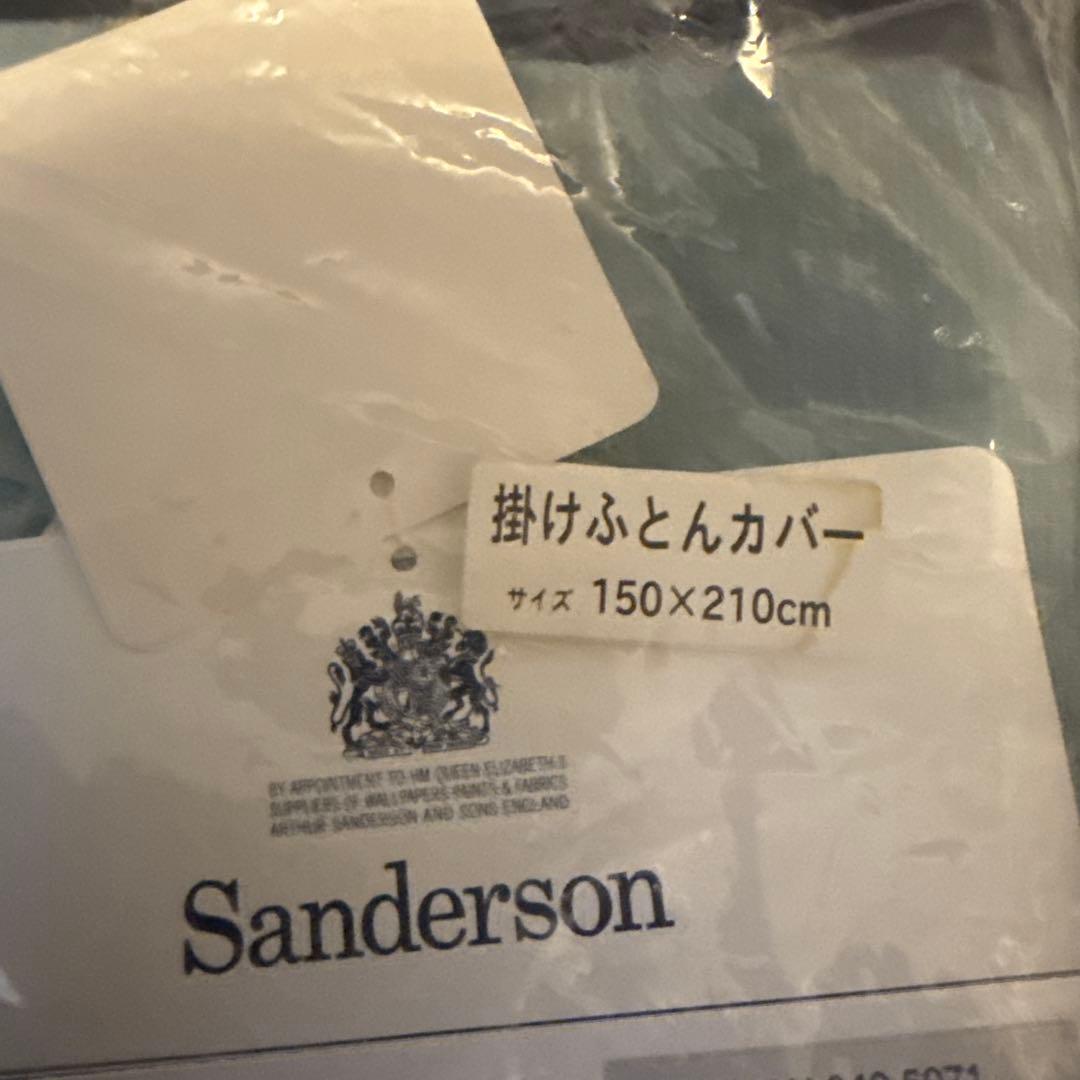 掛けふとんカバー
サイズ 150×210cm
BY APPOINTMENT TO HM QUEEN ELIZABETH II
SUPPLIERS OF WALLPAPERS PAINTS & FABRICS
ARTHUR SANDERSON AND SONS ENGLAND
Sanderson